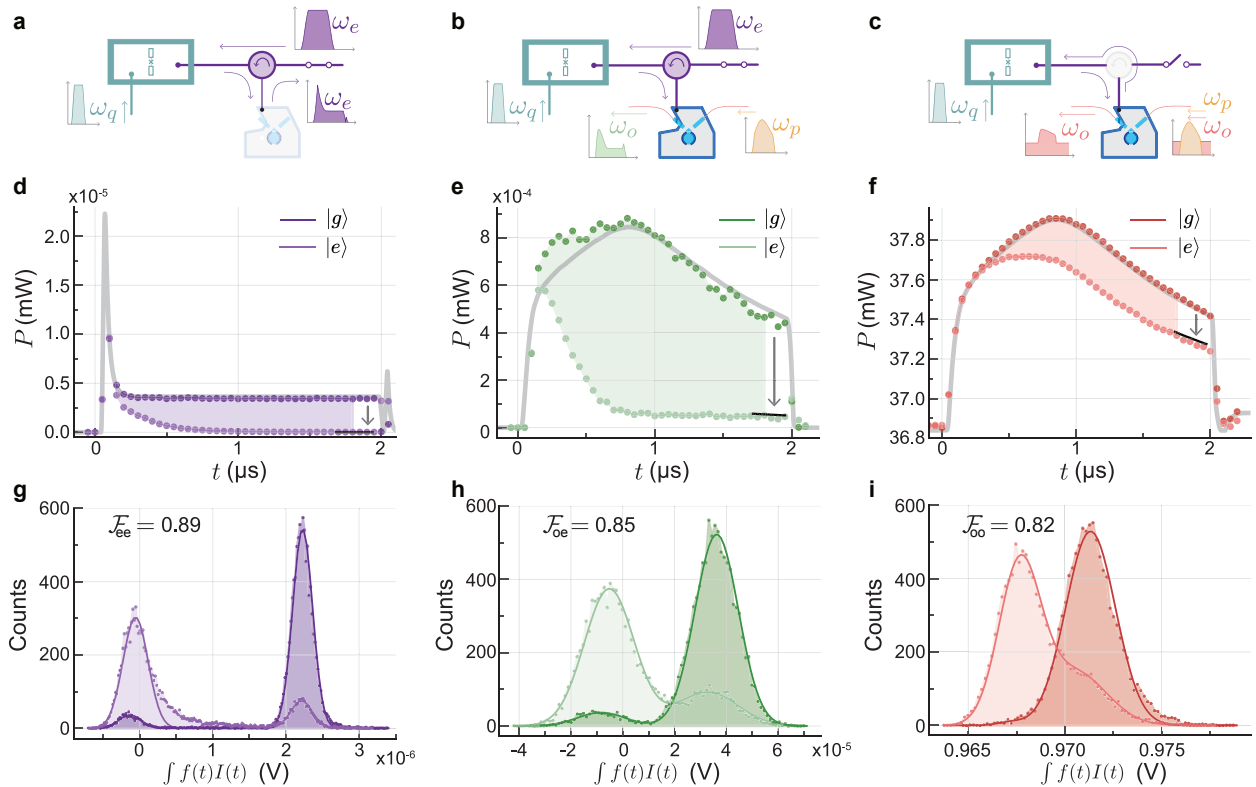 a
ω_e
ω_q
ω_e
b
ω_e
ω_q
ω_o
ω_p
c
ω_q
ω_p
ω_o
ω_o
d
x10⁻⁵
|g⟩
|e⟩
2.0
1.5
1.0
0.5
0.0
P (mW)
0
1
2
t (μs)
e
x10⁻⁴
|g⟩
|e⟩
8
6
4
2
0
P (mW)
0
1
2
t (μs)
f
|g⟩
|e⟩
37.8
37.6
37.4
37.2
37.0
36.8
P (mW)
0
1
2
t (μs)
g
𝓕_ee = 0.89
600
400
200
0
Counts
0
1
2
3
x10⁻⁶
∫ f(t)I(t) (V)
h
𝓕_oe = 0.85
600
400
200
0
Counts
-4
-2
0
2
4
6
x10⁻⁵
∫ f(t)I(t) (V)
i
𝓕_oo = 0.82
600
400
200
0
Counts
0.965
0.970
0.975
∫ f(t)I(t) (V)